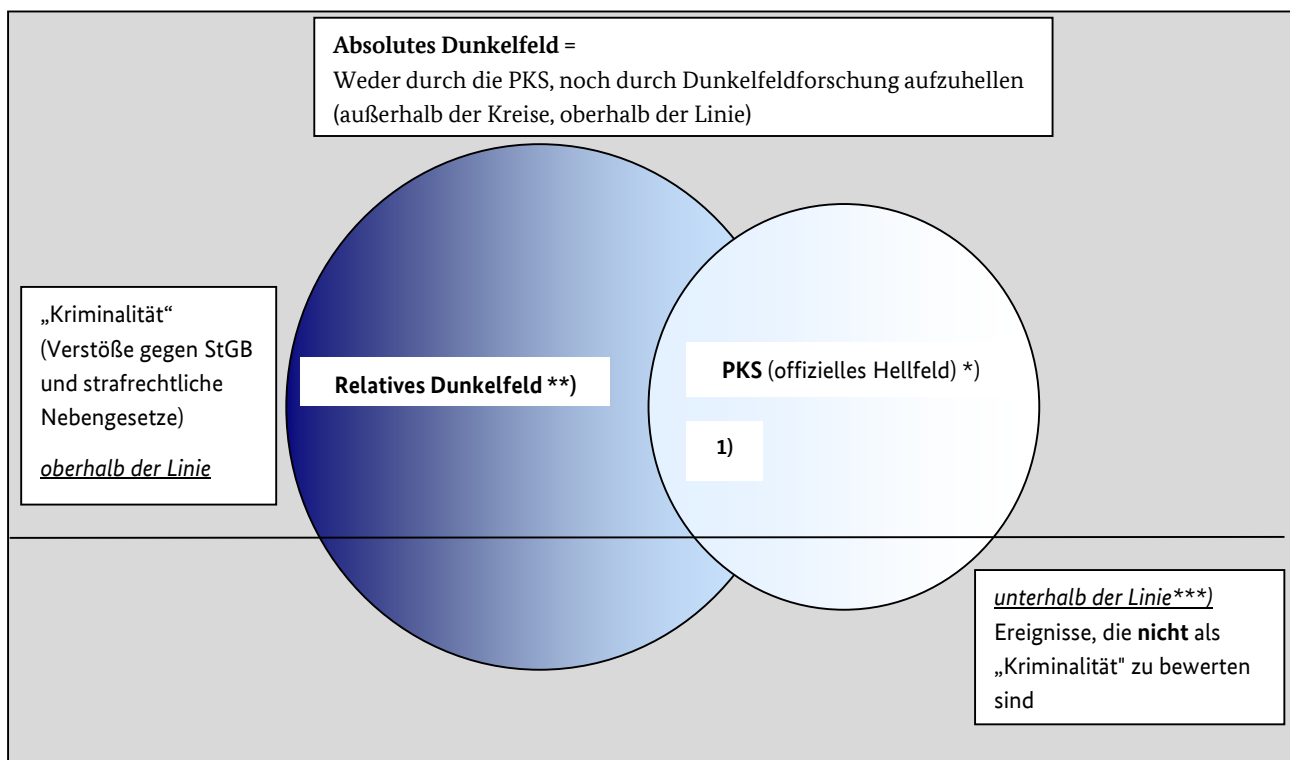 Absolutes Dunkelfeld =
Weder durch die PKS, noch durch Dunkelfeldforschung aufzuhellen
(außerhalb der Kreise, oberhalb der Linie)
„Kriminalität“
(Verstöße gegen StGB
und strafrechtliche
Nebengesetze)
oberhalb der Linie
Relatives Dunkelfeld **)
PKS (offizielles Hellfeld) *)
1)
unterhalb der Linie***)
Ereignisse, die nicht als
„Kriminalität" zu bewerten
sind